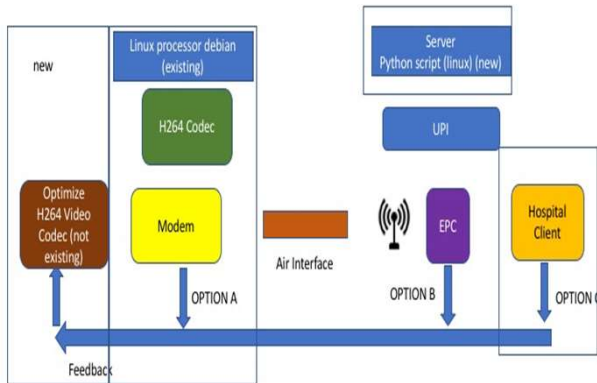 new
Linux processor debian
(existing)
Server
Python script (linux) (new)
H264 Codec
UPI
Optimize
H264 Video
Codec (not
existing)
Modem
Air Interface
EPC
Hospital
Client
OPTION A
OPTION B
OPTION C
Feedback